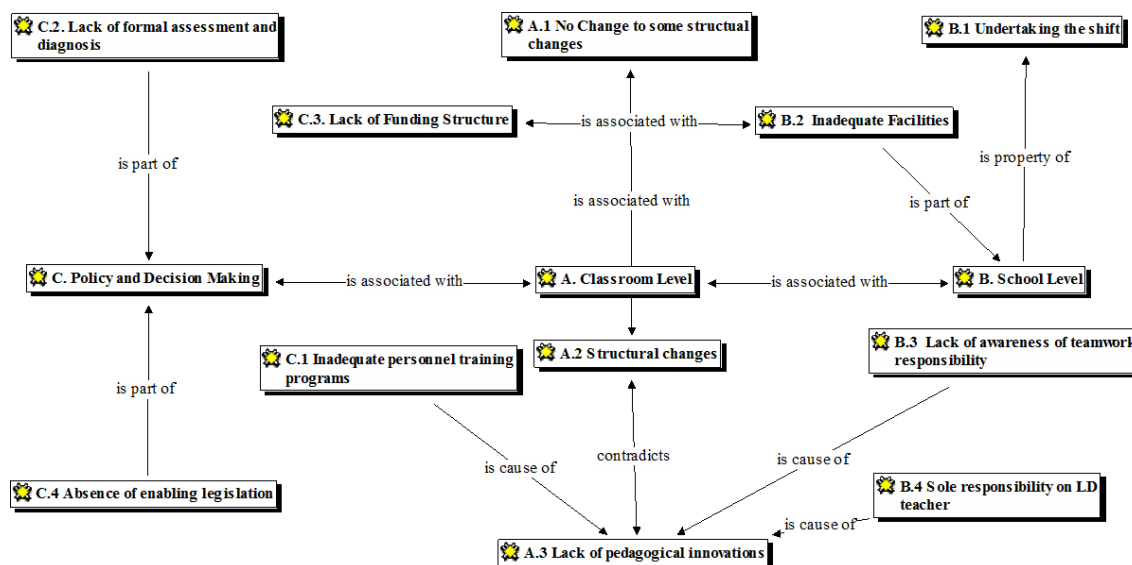 C.2. Lack of formal assessment and
diagnosis
A.1 No Change to some structual
changes
B.1 Undertaking the shift
C.3. Lack of Funding Structure
is associated with
B.2 Inadequate Facilities
is part of
is property of
is associated with
is part of
C. Policy and Decision Making
is associated with
A. Classroom Level
is associated with
B. School Level
C.1 Inadequate personnel training
programs
A.2 Structural changes
B.3 Lack of awareness of teamwork
responsibility
is part of
is cause of
contradicts
is cause of
C.4 Absence of enabling legislation
B.4 Sole responsibility on LD
teacher
is cause of
A.3 Lack of pedagogical innovations